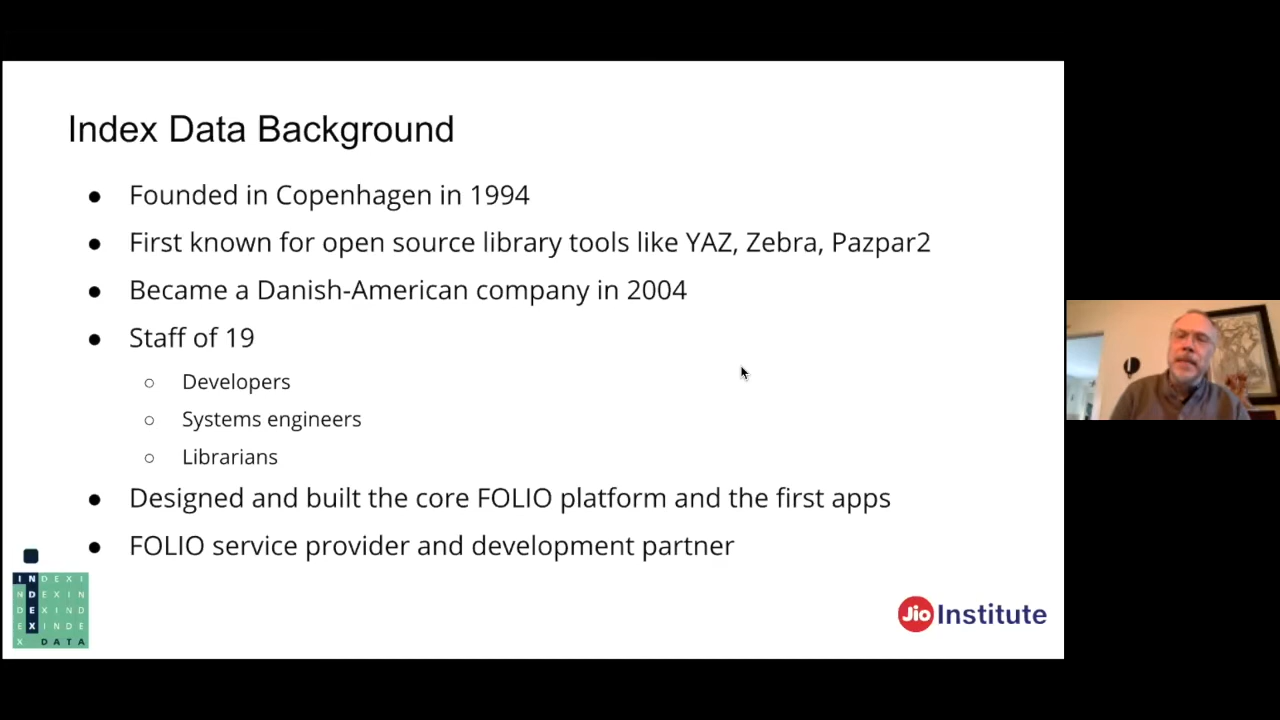 Index Data Background
● Founded in Copenhagen in 1994
● First known for open source library tools like YAZ, Zebra, Pazpar2
● Became a Danish-American company in 2004
● Staff of 19
○ Developers
○ Systems engineers
○ Librarians
● Designed and built the core FOLIO platform and the first apps
● FOLIO service provider and development partner
INDEXI
NDEXIN
DEXIND
EXINDE
X DATA
Jio Institute